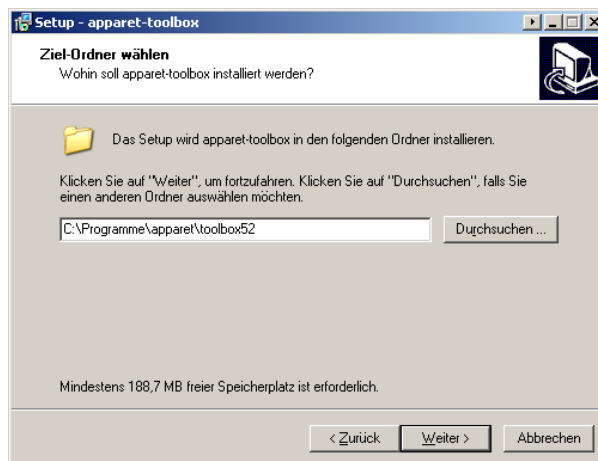 Setup - apparet-toolbox
Ziel-Ordner wählen
Wohin soll apparet-toolbox installiert werden?
Das Setup wird apparet-toolbox in den folgenden Ordner installieren.
Klicken Sie auf "Weiter", um fortzufahren. Klicken Sie auf "Durchsuchen", falls Sie
einen anderen Ordner auswählen möchten.
C:\Programme\apparet\toolbox52
Durchsuchen ...
Mindestens 188,7 MB freier Speicherplatz ist erforderlich.
< Zurück
Weiter >
Abbrechen